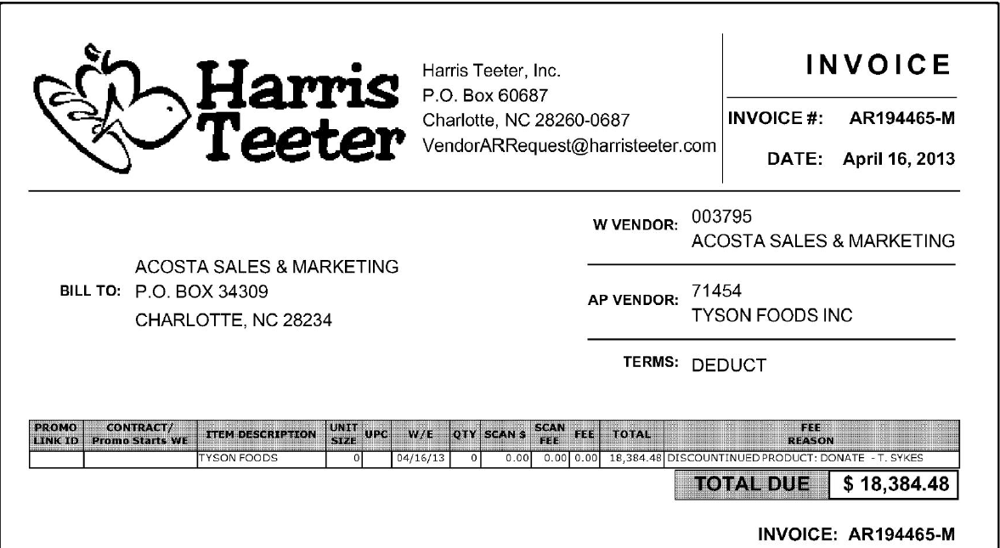 Harris
Teeter
Harris Teeter, Inc.
P.O. Box 60687
Charlotte, NC 28260-0687
VendorARRequest@harristeeter.com
INVOICE
INVOICE #: AR194465-M
DATE: April 16, 2013
W VENDOR: 003795
ACOSTA SALES & MARKETING
BILL TO: ACOSTA SALES & MARKETING
P.O. BOX 34309
CHARLOTTE, NC 28234
AP VENDOR: 71454
TYSON FOODS INC
TERMS: DEDUCT
PROMO LINK ID CONTRACT/ Promo Starts WE ITEM DESCRIPTION UNIT SIZE UPC W/E QTY SCAN $ SCAN FEE FEE TOTAL FEE REASON
TYSON FOODS 0 04/16/13 0 0.00 0.00 0.00 18,384.48 DISCOUNTINUED PRODUCT: DONATE - T. SYKES
TOTAL DUE $ 18,384.48
INVOICE: AR194465-M